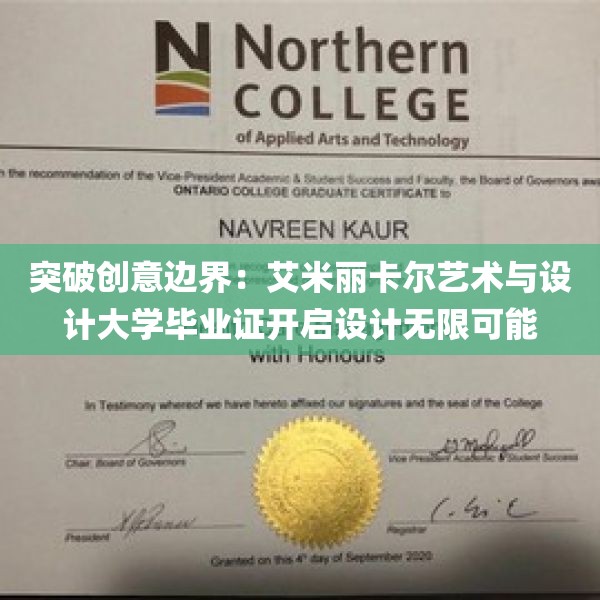 Northern
COLLEGE
of Applied Arts and Technology
n the recommendation of the Vice-President Academic & Student Success and Faculty, the Board of Governors awa
ONTARIO COLLEGE GRADUATE CERTIFICATE to
NAVREEN KAUR
突破创意边界：艾米丽卡尔艺术与设
计大学毕业证开启设计无限可能
with Honours
In Testimony whereof we have hereto affixed our signatures and the seal of the College
Chair, Board of Governors
Vice President Academic & Student Success
President
Registrar
Granted on this 4th day of September 2020